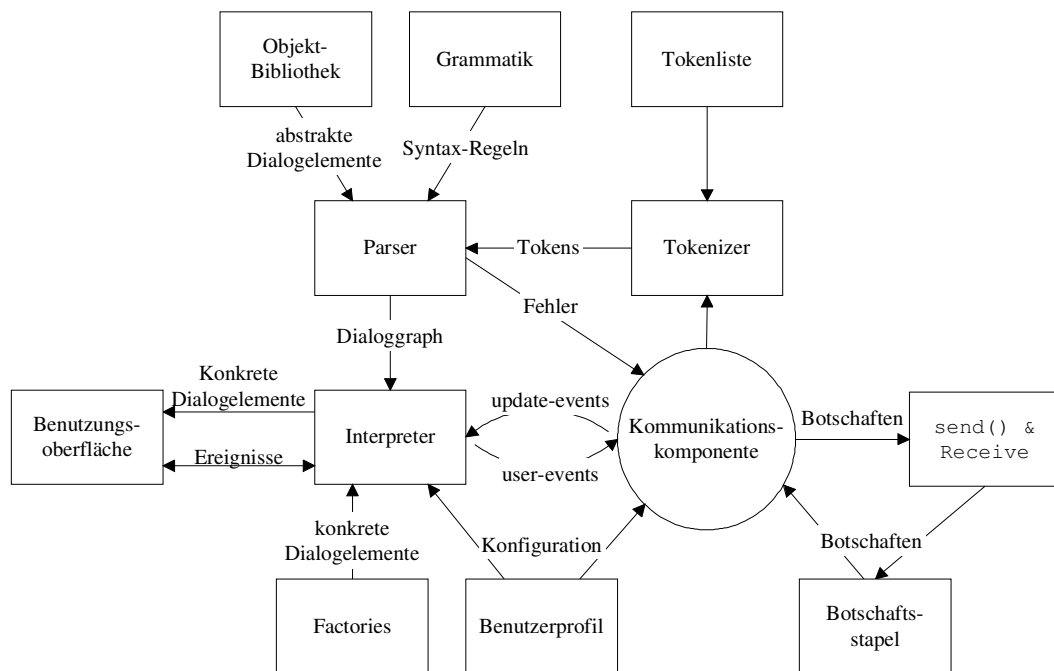 Objekt-
Bibliothek
Grammatik
Tokenliste
abstrakte
Dialogelemente
Syntax-Regeln
Parser
Tokens
Tokenizer
Fehler
Dialoggraph
Konkrete
Dialogelemente
Benutzungs-
oberfläche
Ereignisse
Interpreter
update-events
user-events
Kommunikations-
komponente
Botschaften
send() &
Receive
konkrete
Dialogelemente
Konfiguration
Botschaften
Factories
Benutzerprofil
Botschafts-
stapel